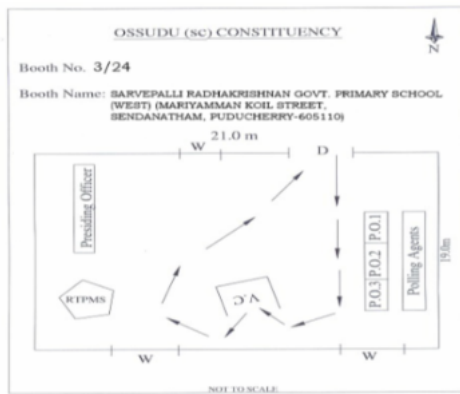 OSSUDU (SC) CONSTITUENCY
N
Booth No. 3/24
Booth Name: SARVEPALLI RADHAKRISHNAN GOVT. PRIMARY SCHOOL
(WEST) (MARIYAMMAN KOIL STREET,
SENDANATHAM, PUDUCHERRY-605110)
21.0 m
W
D
Presiding Officer
P.O.1
P.O.2
P.O.3
Polling Agents
19.0m
RTPMS
V.C
W
W
NOT TO SCALE